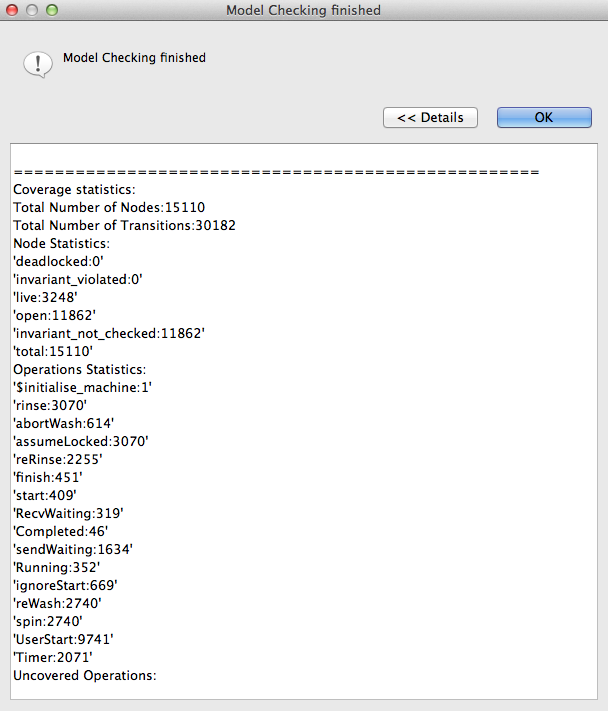 Model Checking finished
Model Checking finished
<< Details
OK
===================================================
Coverage statistics:
Total Number of Nodes:15110
Total Number of Transitions:30182
Node Statistics:
'deadlocked:0'
'invariant_violated:0'
'live:3248'
'open:11862'
'invariant_not_checked:11862'
'total:15110'
Operations Statistics:
'$initialise_machine:1'
'rinse:3070'
'abortWash:614'
'assumeLocked:3070'
'reRinse:2255'
'finish:451'
'start:409'
'RecvWaiting:319'
'Completed:46'
'sendWaiting:1634'
'Running:352'
'ignoreStart:669'
'reWash:2740'
'spin:2740'
'UserStart:9741'
'Timer:2071'
Uncovered Operations: